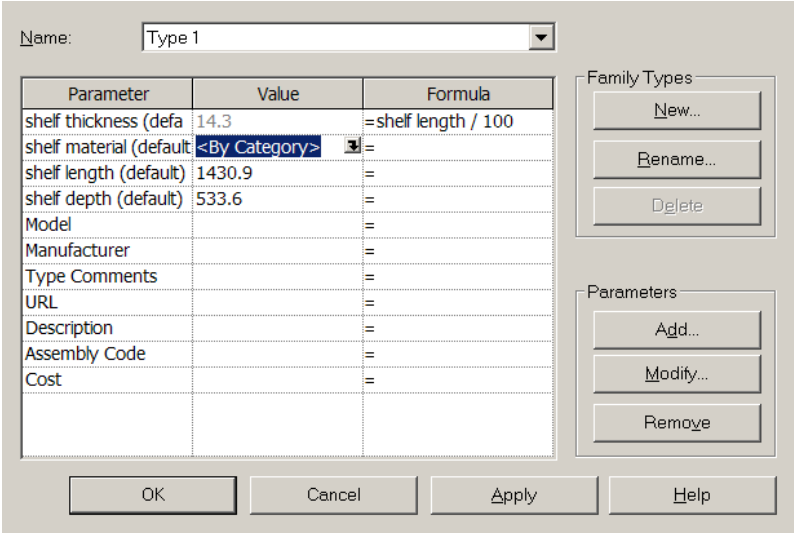 Name: Type 1
Parameter Value Formula
shelf thickness (defa 14.3 =shelf length / 100
shelf material (default <By Category> =
shelf length (default) 1430.9 =
shelf depth (default) 533.6 =
Model =
Manufacturer =
Type Comments =
URL =
Description =
Assembly Code =
Cost =
Family Types
New...
Rename...
Delete
Parameters
Add...
Modify...
Remove
OK Cancel Apply Help